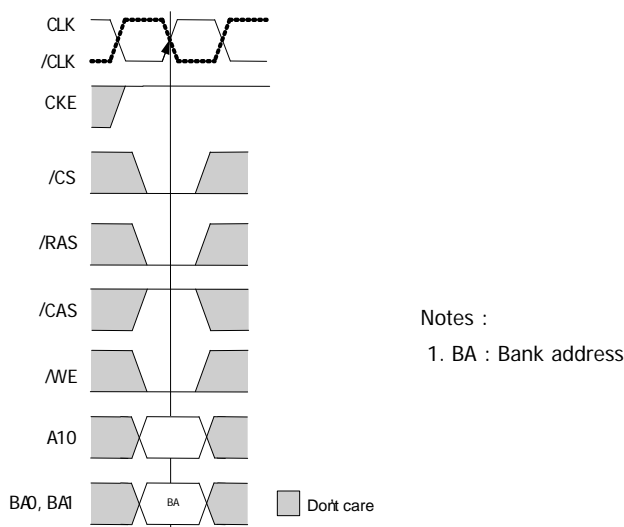 CLK
/CLK
CKE
/CS
/RAS
/CAS
/WE
A10
BA0, BA1
BA
Don't care
Notes :
1. BA : Bank address